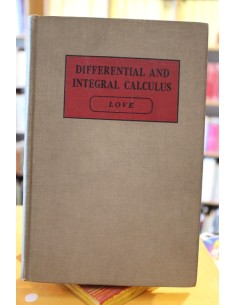 DIFFERENTIAL AND
INTEGRAL CALCULUS
LOVE